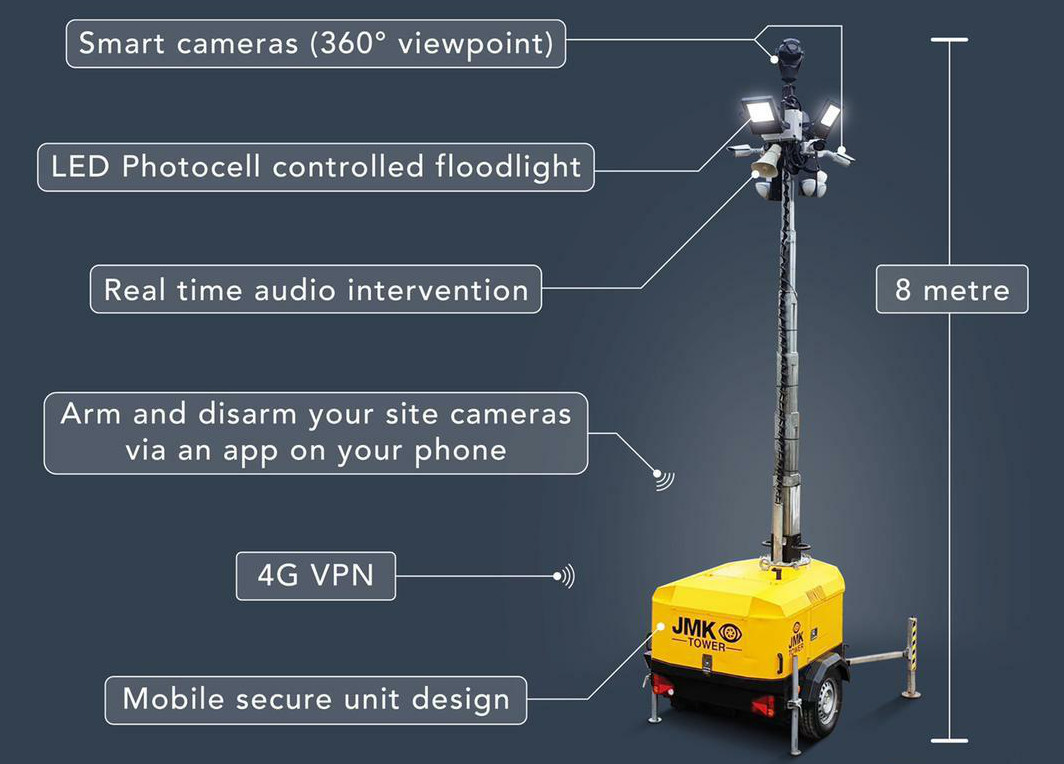 Smart cameras (360° viewpoint)
LED Photocell controlled floodlight
Real time audio intervention
8 metre
Arm and disarm your site cameras
via an app on your phone
4G VPN
JMK
TOWER
JMK
TOWER
Mobile secure unit design